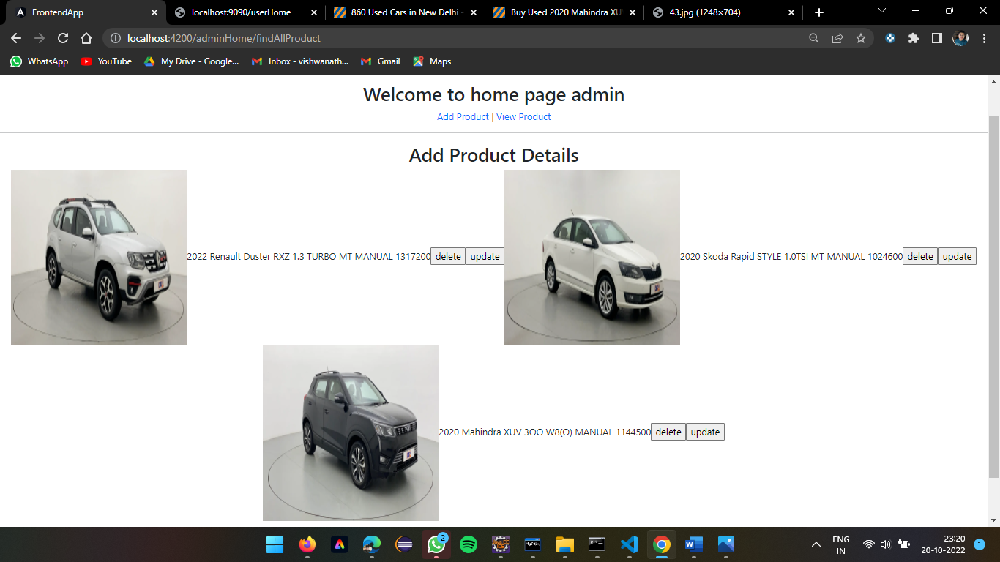 FrontendApp
localhost:9090/userHome
860 Used Cars in New Delhi -
Buy Used 2020 Mahindra XU
43.jpg (1248×704)
localhost:4200/adminHome/findAllProduct
WhatsApp
YouTube
My Drive - Google...
Inbox - vishwanath...
Gmail
Maps
Welcome to home page admin
Add Product | View Product
Add Product Details
2022 Renault Duster RXZ 1.3 TURBO MT MANUAL 1317200 delete update
2020 Skoda Rapid STYLE 1.0TSI MT MANUAL 1024600 delete update
2020 Mahindra XUV 3OO W8(O) MANUAL 1144500 delete update
2
ENG
IN
23:20
20-10-2022
1